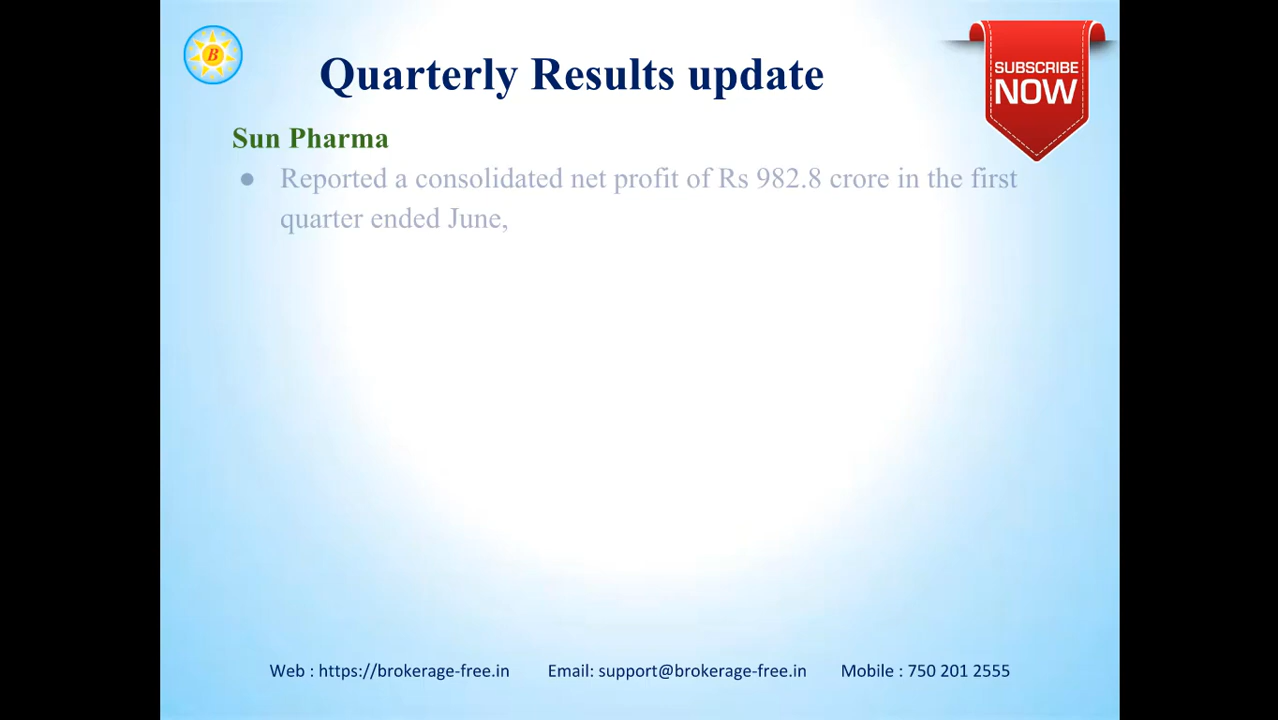 B
Quarterly Results update
SUBSCRIBE
NOW
Sun Pharma
● Reported a consolidated net profit of Rs 982.8 crore in the first
quarter ended June,
Web : https://brokerage-free.in Email: support@brokerage-free.in Mobile : 750 201 2555